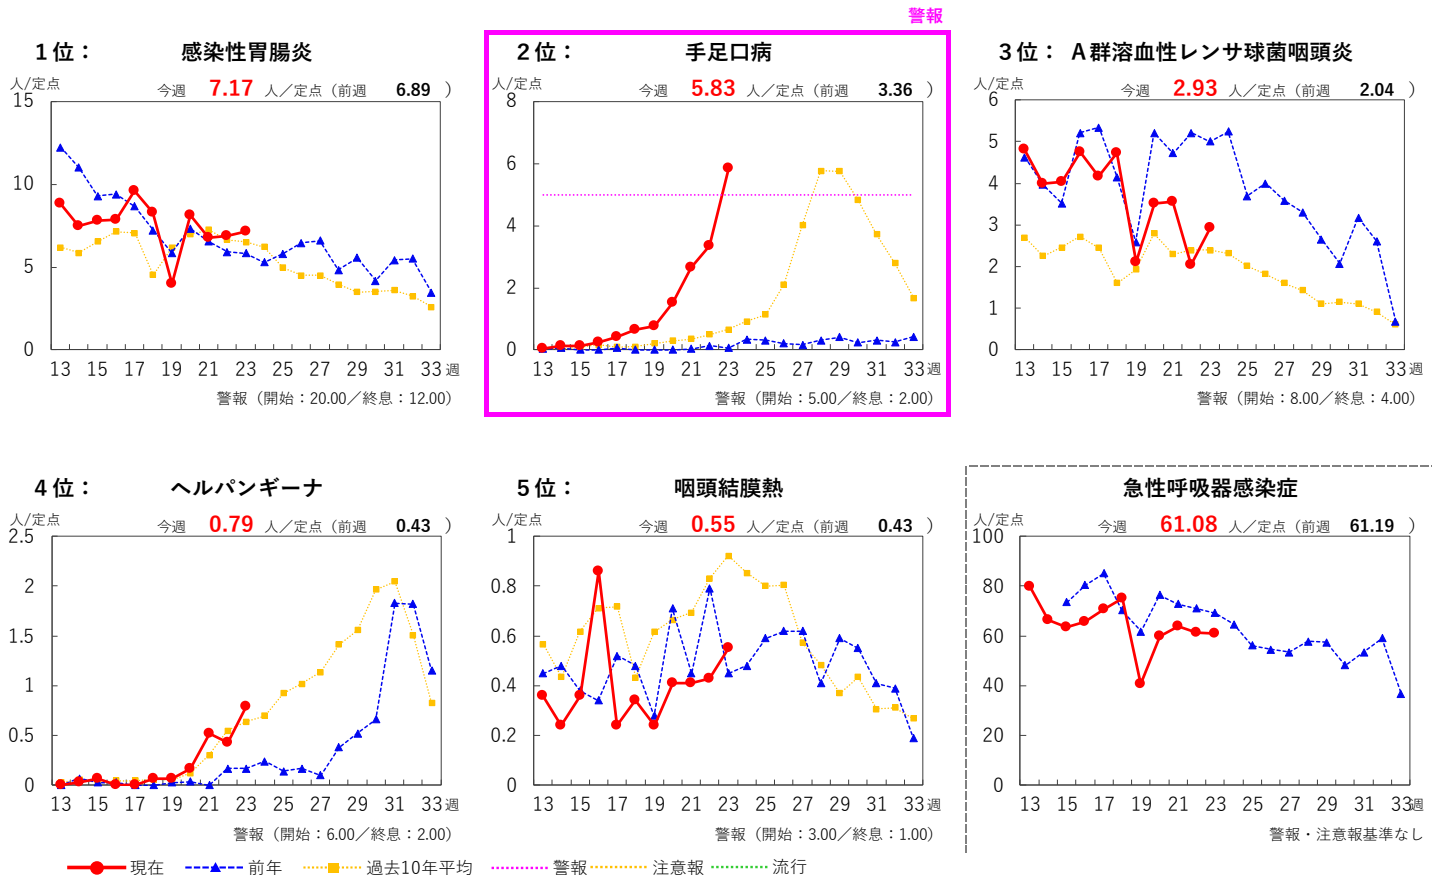 警報
1位： 感染性胃腸炎
人/定点 今週 7.17 人／定点（前週 6.89 ）
15
10
5
0
13 15 17 19 21 23 25 27 29 31 33 週
警報（開始：20.00／終息：12.00）
2位： 手足口病
人/定点 今週 5.83 人／定点（前週 3.36 ）
8
6
4
2
0
13 15 17 19 21 23 25 27 29 31 33 週
警報（開始：5.00／終息：2.00）
3位： A群溶血性レンサ球菌咽頭炎
人/定点 今週 2.93 人／定点（前週 2.04 ）
6
5
4
3
2
1
0
13 15 17 19 21 23 25 27 29 31 33 週
警報（開始：8.00／終息：4.00）
4位： ヘルパンギーナ
人/定点 今週 0.79 人／定点（前週 0.43 ）
2.5
2
1.5
1
0.5
0
13 15 17 19 21 23 25 27 29 31 33 週
警報（開始：6.00／終息：2.00）
5位： 咽頭結膜熱
人/定点 今週 0.55 人／定点（前週 0.43 ）
1
0.8
0.6
0.4
0.2
0
13 15 17 19 21 23 25 27 29 31 33 週
警報（開始：3.00／終息：1.00）
急性呼吸器感染症
人/定点 今週 61.08 人／定点（前週 61.19 ）
100
80
60
40
20
0
13 15 17 19 21 23 25 27 29 31 33 週
警報・注意報基準なし
現在 前年 過去10年平均 警報 注意報 流行